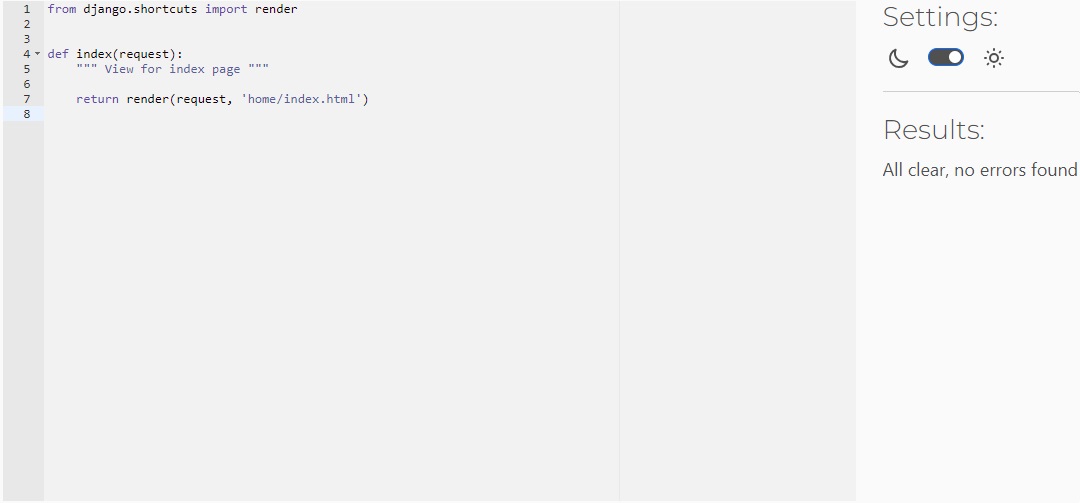 1 from django.shortcuts import render
2
3
4 def index(request):
5     """ View for index page """
6
7     return render(request, 'home/index.html')
8
Settings:
Results:
All clear, no errors found